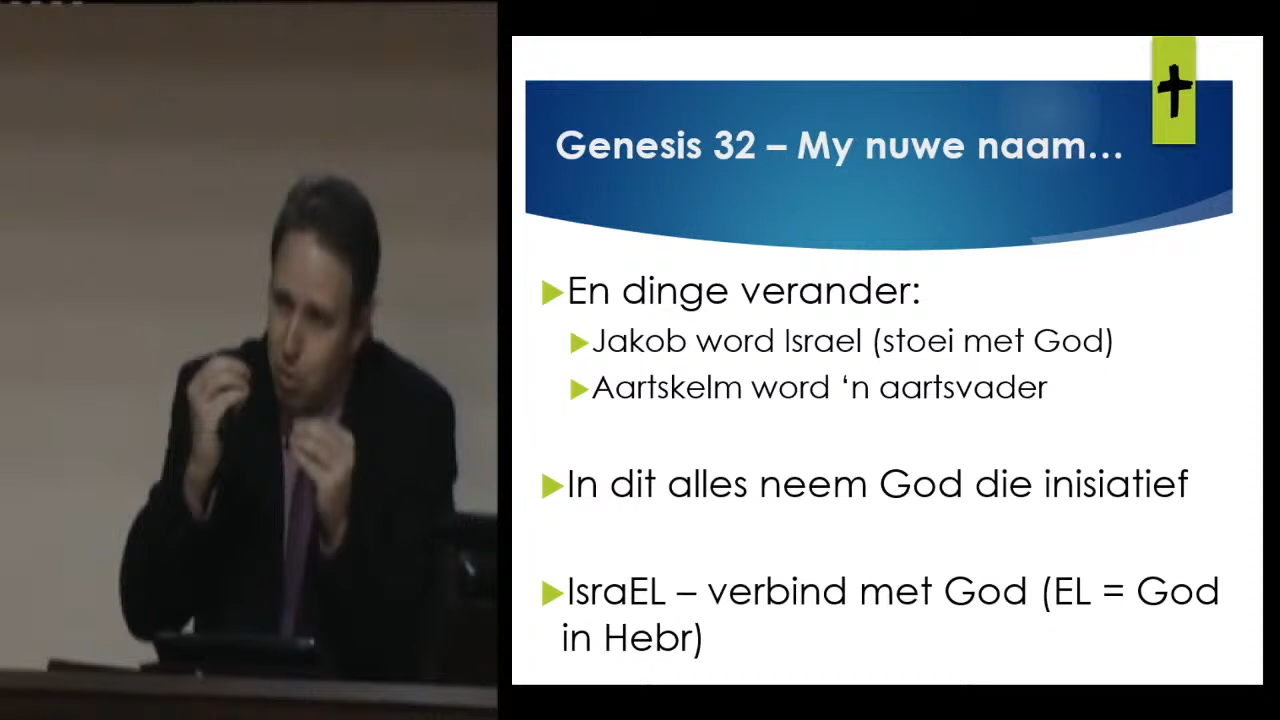 Genesis 32 – My nuwe naam…
En dinge verander:
Jakob word Israel (stoei met God)
Aartskelm word ‘n aartsvader
In dit alles neem God die inisiatief
IsraEL – verbind met God (EL = God
in Hebr)